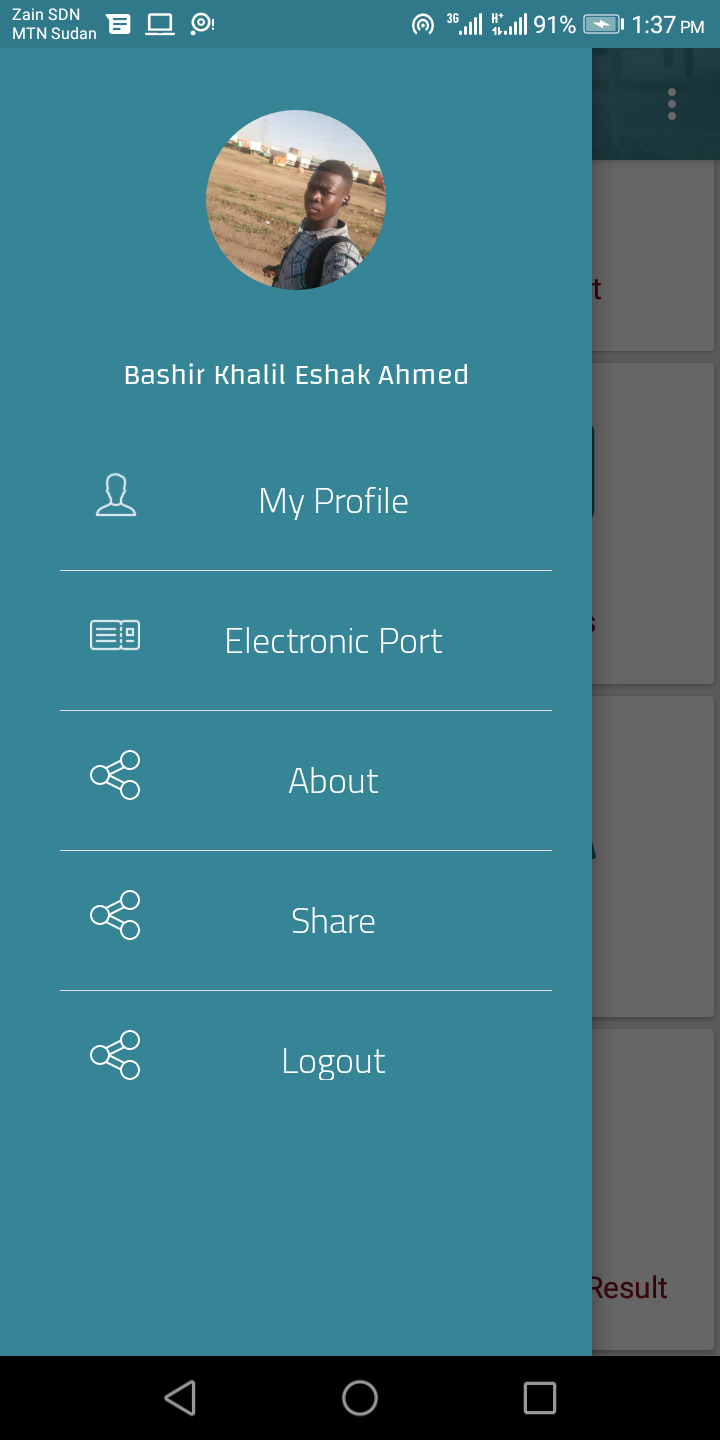 Zain SDN
MTN Sudan
3G
H+
91%
1:37 PM
Bashir Khalil Eshak Ahmed
My Profile
Electronic Port
About
Share
Logout
t
s
Result